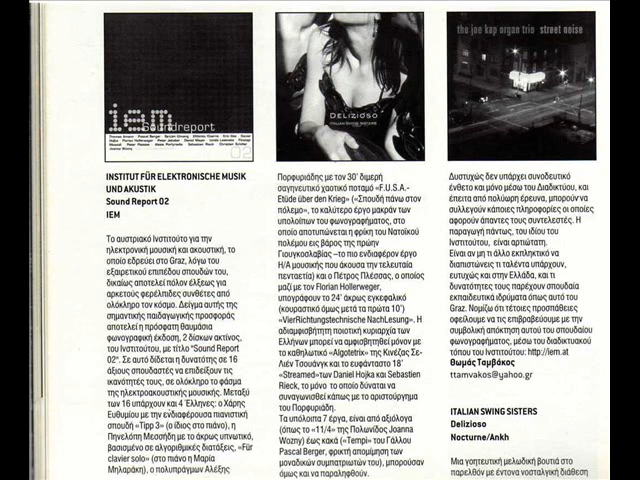 iem
soundreport
02
DELIZIOSO
ITALIAN SWING SISTERS
the joe kap organ trio street noise
INSTITUT FÜR ELEKTRONISCHE MUSIK
UND AKUSTIK
Sound Report 02
IEM
Το αυστριακό Ινστιτούτο για την
ηλεκτρονική μουσική και ακουστική, το
οποίο εδρεύει στο Graz, λόγω του
εξαιρετικού επιπέδου σπουδών του,
δικαίως αποτελεί πόλον έλξεως για
αρκετούς φερέλπιδες συνθέτες από
ολόκληρο τον κόσμο. Δείγμα αυτής της
σημαντικής παιδαγωγικής προσφοράς
αποτελεί η πρόσφατη θαυμάσια
φωνογραφική έκδοση, 2 δίσκων ακτίνος,
του Ινστιτούτου, με τίτλο "Sound Report
02". Σε αυτό δίδεται η δυνατότης σε 16
άξιους σπουδαστές να επιδείξουν τις
ικανότητές τους, σε ολόκληρο το φάσμα
της ηλεκτροακουστικής μουσικής. Μεταξύ
των 16 υπάρχουν και 4 Έλληνες: ο Χάρης
Ευθυμίου με την ενδιαφέρουσα πιανιστική
σπουδή «Tipp 3» (ο ίδιος στο πιάνο), η
Πηνελόπη Μεσσήδη με το άκρως υπνωτικό,
βασισμένο σε αλγοριθμικές διατάξεις, «Für
clavier solo» (στο πιάνο η Μαρία
Μηλαράκη), ο πολυπράγμων Αλέξης
Πορφυριάδης με τον 30' διμερή
σαγηνευτικό χαοτικό ποταμό «F.U.S.A.-
Etüde über den Krieg» («Σπουδή πάνω στον
πόλεμο», το καλύτερο έργο μακράν των
υπολοίπων του φωνογραφήματος, στο
οποίο αποτυπώνεται η φρίκη του Νατοϊκού
πολέμου εις βάρος της πρώην
Γιουγκοσλαβίας –το πιο ενδιαφέρον έργο
Η/Α μουσικής που άκουσα την τελευταία
πενταετία) και ο Πέτρος Πλέσσας, ο οποίος
μαζί με τον Florian Hollerweger,
υπογράφουν το 24' άκρως εγκεφαλικό
(κουραστικό όμως μετά τα πρώτα 10')
«VierRichtungstechnische NachLesung». Η
αδιαμφισβήτητη ποιοτική κυριαρχία των
Ελλήνων μπορεί να αμφισβητηθεί μόνον με
το καθηλωτικό «Algotetrix» της Κινέζας Σε-
Λιέν Τσουάνγκ και το ευφάνταστο 18'
«Streamed» των Daniel Hojka και Sebastien
Rieck, το μόνο το οποίο δύναται να
συναγωνισθεί κάπως με το αριστούργημα
του Πορφυριάδη.
Τα υπόλοιπα 7 έργα, είναι από αξιόλογα
(όπως το «11/4» της Πολωνίδος Joanna
Wozny) έως κακά («Tempi» του Γάλλου
Pascal Berger, φρικτή απομίμηση των
μοναδικών συμπατριωτών του), μπορούσαν
όμως και να παραληφθούν.
Δυστυχώς δεν υπάρχει συνοδευτικό
ένθετο και μόνο μέσω του Διαδικτύου, και
έπειτα από πολύωρη έρευνα, μπορούν να
συλλεγούν κάποιες πληροφορίες οι οποίες
αφορούν άπαντες τους συντελεστές. Η
παραγωγή πάντως, του ιδίου του
Ινστιτούτου, είναι αρτιώτατη.
Είναι αν μη τι άλλο εκπληκτικό να
διαπιστώνεις τι ταλέντα υπάρχουν,
ευτυχώς και στην Ελλάδα, και τι
δυνατότητες τους παρέχουν σπουδαία
εκπαιδευτικά ιδρύματα όπως αυτό του
Graz. Νομίζω ότι τέτοιες προσπάθειες
οφείλουμε να τις επιβραβεύουμε με την
συμβολική απόκτηση αυτού του σπουδαίου
φωνογραφήματος, μέσω του διαδικτυακού
τόπου του Ινστιτούτου: http://iem.at
Θωμάς Ταμβάκος
ttamvakos@yahoo.gr
ITALIAN SWING SISTERS
Delizioso
Nocturne/Ankh
Μια γοητευτική μελωδική βουτιά στο
παρελθόν με έντονα νοσταλγική διάθεση